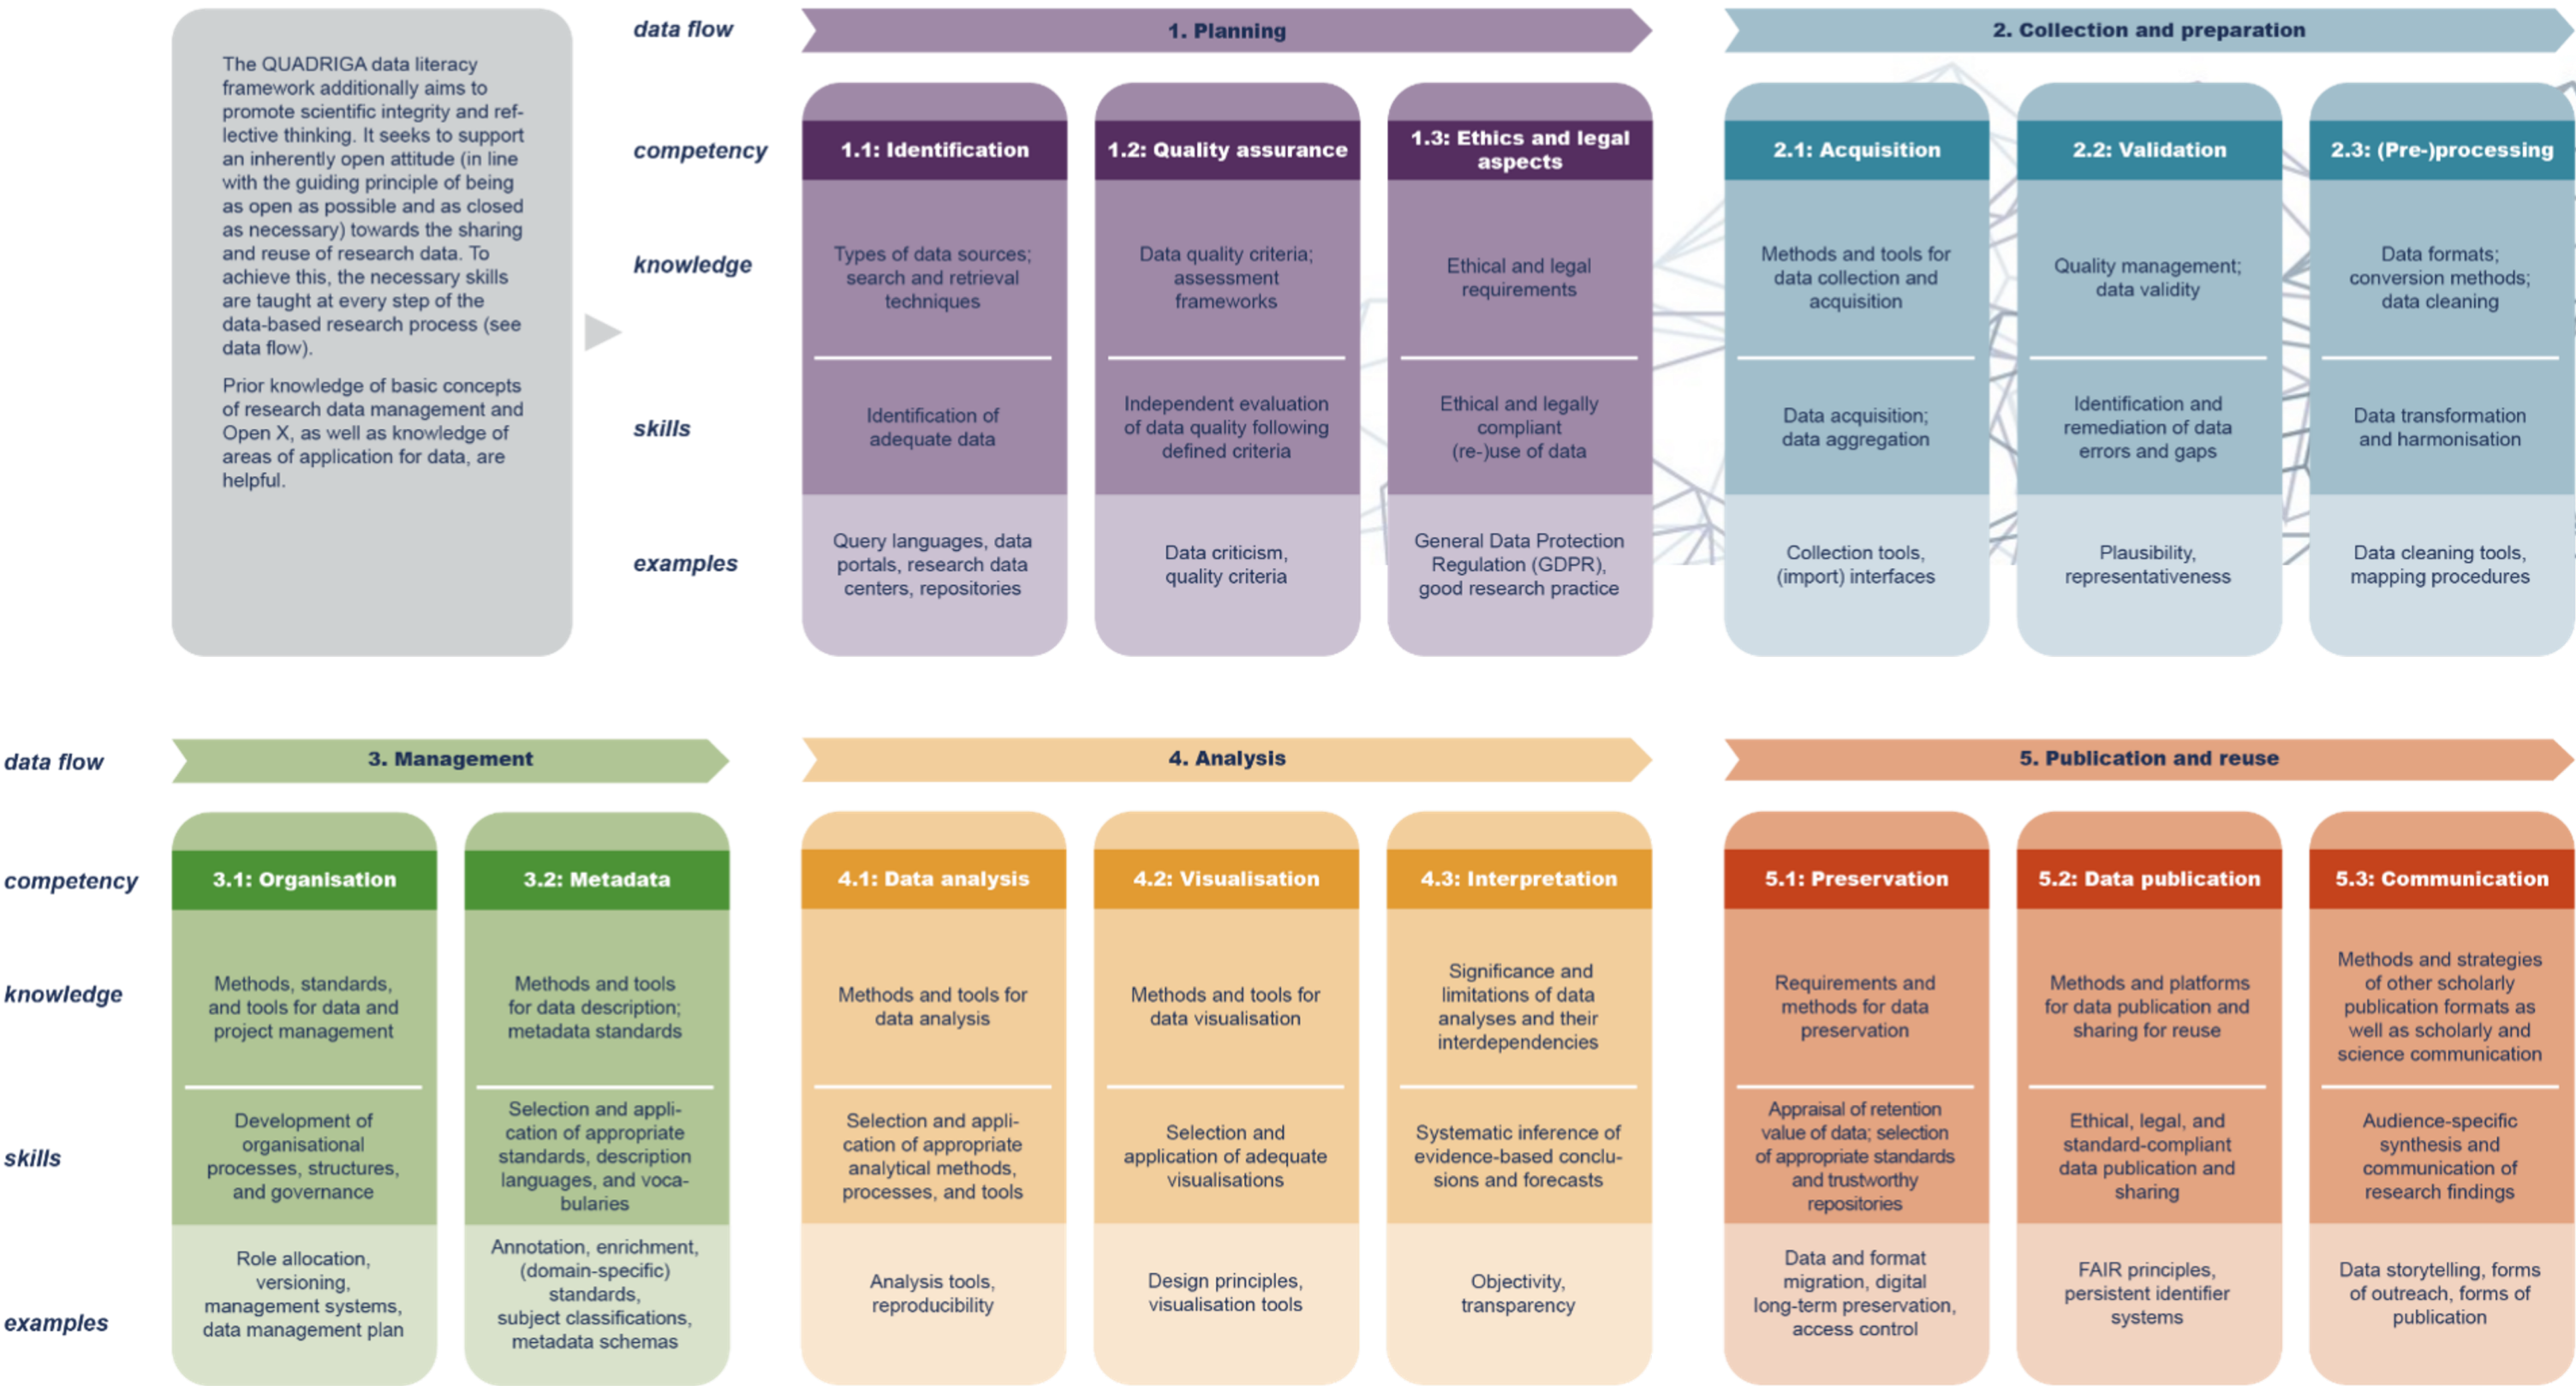 The QUADRIGA data literacy
framework additionally aims to
promote scientific integrity and ref-
lective thinking. It seeks to support
an inherently open attitude (in line
with the guiding principle of being
as open as possible and as closed
as necessary) towards the sharing
and reuse of research data. To
achieve this, the necessary skills
are taught at every step of the
data-based research process (see
data flow).
Prior knowledge of basic concepts
of research data management and
Open X, as well as knowledge of
areas of application for data, are
helpful.
data flow
competency
knowledge
skills
examples
1. Planning
1.1: Identification
Types of data sources;
search and retrieval
techniques
Identification of
adequate data
Query languages, data
portals, research data
centers, repositories
1.2: Quality assurance
Data quality criteria;
assessment
frameworks
Independent evaluation
of data quality following
defined criteria
Data criticism,
quality criteria
1.3: Ethics and legal
aspects
Ethical and legal
requirements
Ethical and legally
compliant
(re-)use of data
General Data Protection
Regulation (GDPR),
good research practice
2. Collection and preparation
2.1: Acquisition
Methods and tools for
data collection and
acquisition
Data acquisition;
data aggregation
Collection tools,
(import) interfaces
2.2: Validation
Quality management;
data validity
Identification and
remediation of data
errors and gaps
Plausibility,
representativeness
2.3: (Pre-)processing
Data formats;
conversion methods;
data cleaning
Data transformation
and harmonisation
Data cleaning tools,
mapping procedures
data flow
competency
knowledge
skills
examples
3. Management
3.1: Organisation
Methods, standards,
and tools for data and
project management
Development of
organisational
processes, structures,
and governance
Role allocation,
versioning,
management systems,
data management plan
3.2: Metadata
Methods and tools
for data description;
metadata standards
Selection and appli-
cation of appropriate
standards, description
languages, and voca-
bularies
Annotation, enrichment,
(domain-specific)
standards,
subject classifications,
metadata schemas
4. Analysis
4.1: Data analysis
Methods and tools for
data analysis
Selection and appli-
cation of appropriate
analytical methods,
processes, and tools
Analysis tools,
reproducibility
4.2: Visualisation
Methods and tools for
data visualisation
Selection and
application of adequate
visualisations
Design principles,
visualisation tools
4.3: Interpretation
Significance and
limitations of data
analyses and their
interdependencies
Systematic inference of
evidence-based conclu-
sions and forecasts
Objectivity,
transparency
5. Publication and reuse
5.1: Preservation
Requirements and
methods for data
preservation
Appraisal of retention
value of data; selection
of appropriate standards
and trustworthy
repositories
Data and format
migration, digital
long-term preservation,
access control
5.2: Data publication
Methods and platforms
for data publication and
sharing for reuse
Ethical, legal, and
standard-compliant
data publication and
sharing
FAIR principles,
persistent identifier
systems
5.3: Communication
Methods and strategies
of other scholarly
publication formats as
well as scholarly and
science communication
Audience-specific
synthesis and
communication of
research findings
Data storytelling, forms
of outreach, forms of
publication